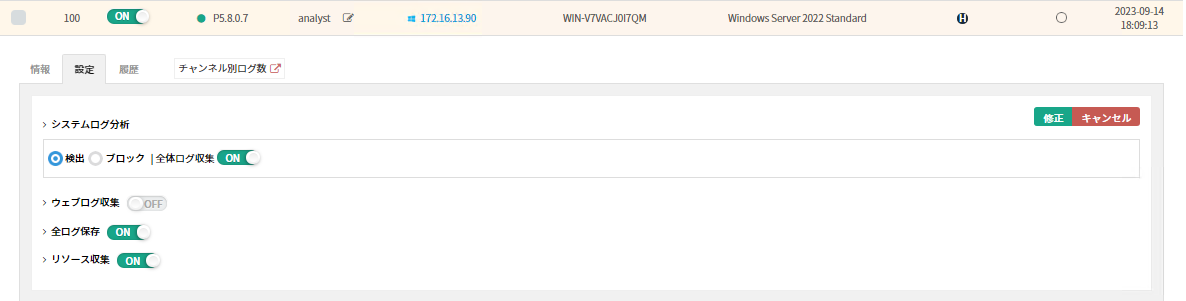 100 ON P5.8.0.7 analyst 172.16.13.90 WIN-V7VACJ0I7QM Windows Server 2022 Standard H 2023-09-14
18:09:13
情報 設定 履歴 チャンネル別ログ数
修正 キャンセル
システムログ分析
検出 ブロック | 全体ログ収集 ON
ウェブログ収集 OFF
全ログ保存 ON
リソース収集 ON